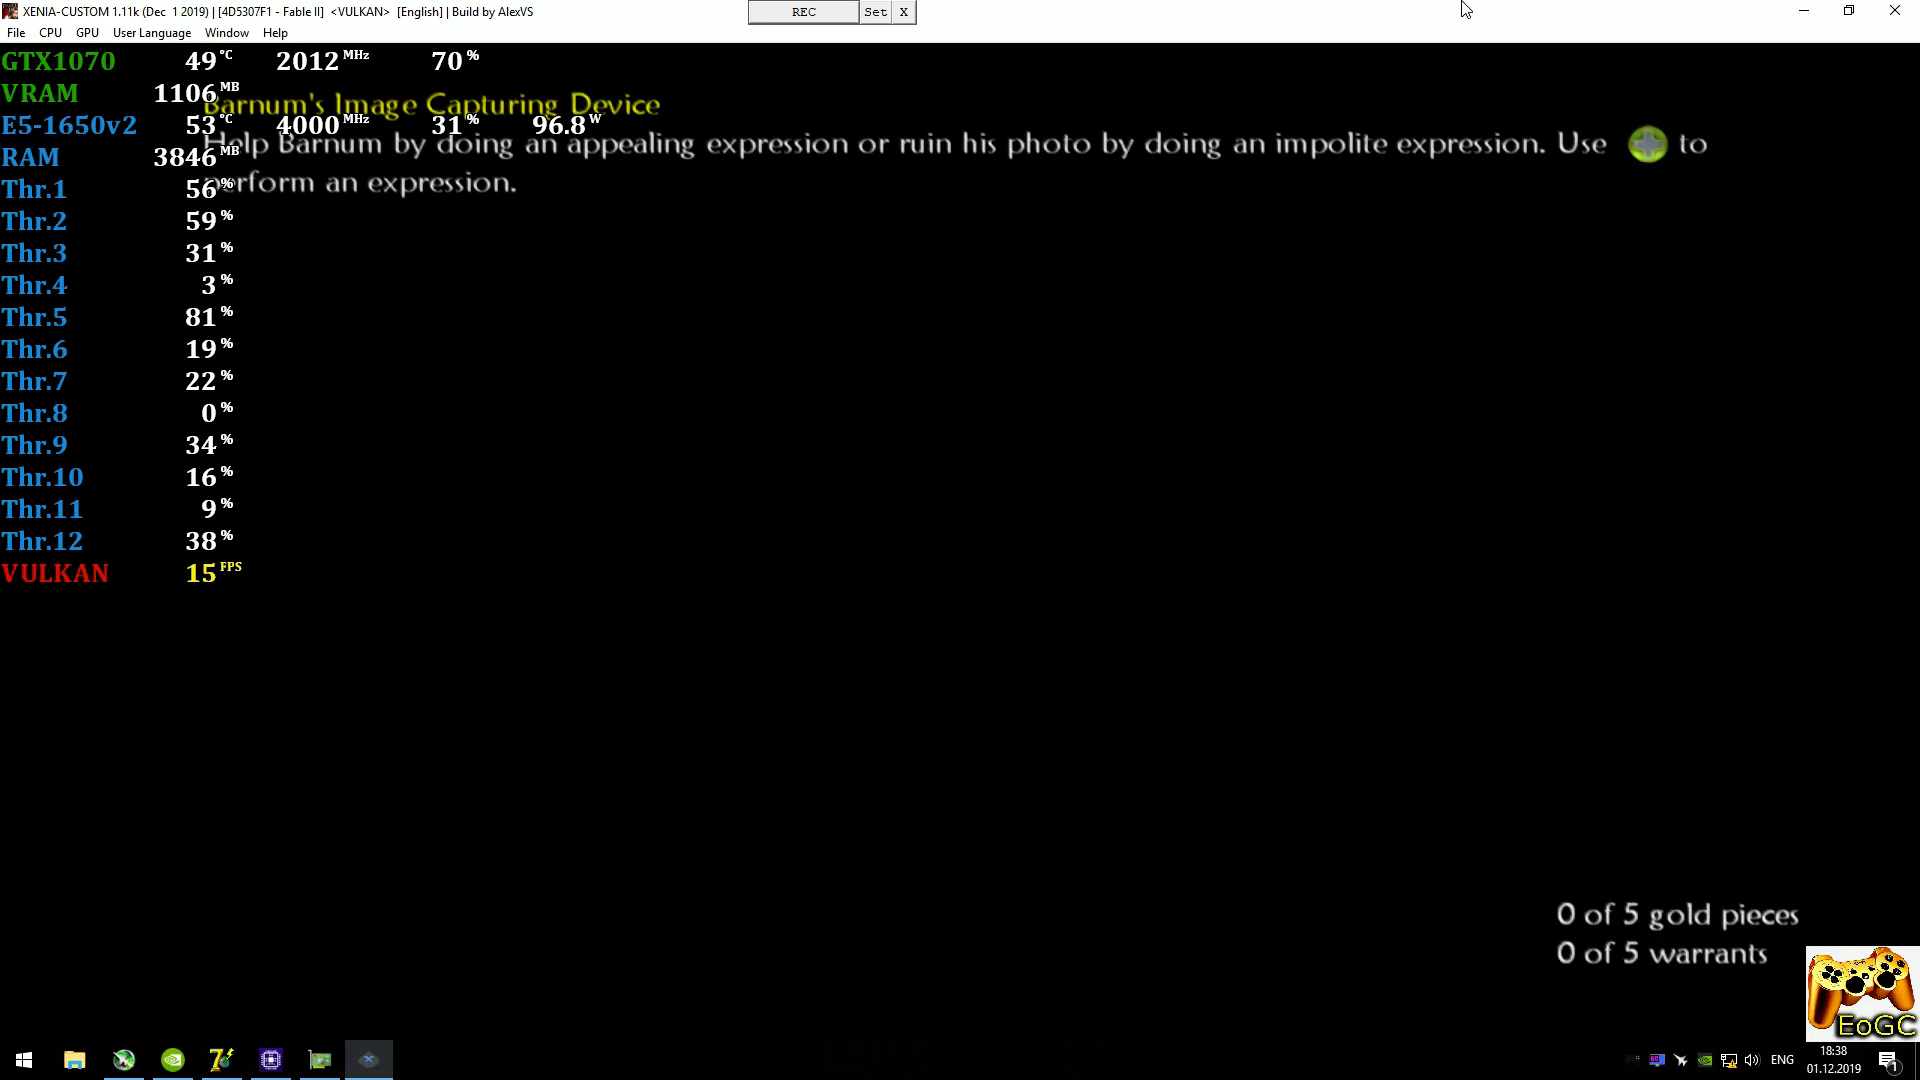 XENIA-CUSTOM 1.11k (Dec 1 2019) | [4D5307F1 - Fable II] <VULKAN> [English] | Build by AlexVS
REC Set X
File CPU GPU User Language Window Help
GTX1070 49 °C 2012 MHz 70 %
VRAM 1106 MB
Barnum's Image Capturing Device
E5-1650v2 53 °C 4000 MHz 31 % 96.8 W
Help Barnum by doing an appealing expression or ruin his photo by doing an impolite expression. Use to
RAM 3846 MB
perform an expression.
Thr.1 56 %
Thr.2 59 %
Thr.3 31 %
Thr.4 3 %
Thr.5 81 %
Thr.6 19 %
Thr.7 22 %
Thr.8 0 %
Thr.9 34 %
Thr.10 16 %
Thr.11 9 %
Thr.12 38 %
VULKAN 15 FPS
0 of 5 gold pieces
0 of 5 warrants
EoGC
ENG
18:38
01.12.2019
1